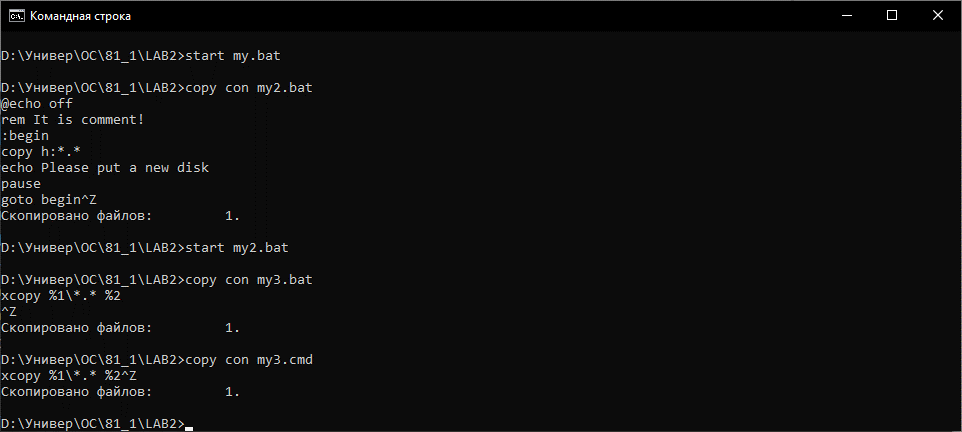 C:\.
Командная строка
D:\Универ\ОС\81_1\LAB2>start my.bat
D:\Универ\ОС\81_1\LAB2>copy con my2.bat
@echo off
rem It is comment!
:begin
copy h:*.*
echo Please put a new disk
pause
goto begin^Z
Скопировано файлов:         1.
D:\Универ\ОС\81_1\LAB2>start my2.bat
D:\Универ\ОС\81_1\LAB2>copy con my3.bat
xcopy %1\*.* %2
^Z
Скопировано файлов:         1.
D:\Универ\ОС\81_1\LAB2>copy con my3.cmd
xcopy %1\*.* %2^Z
Скопировано файлов:         1.
D:\Универ\ОС\81_1\LAB2>